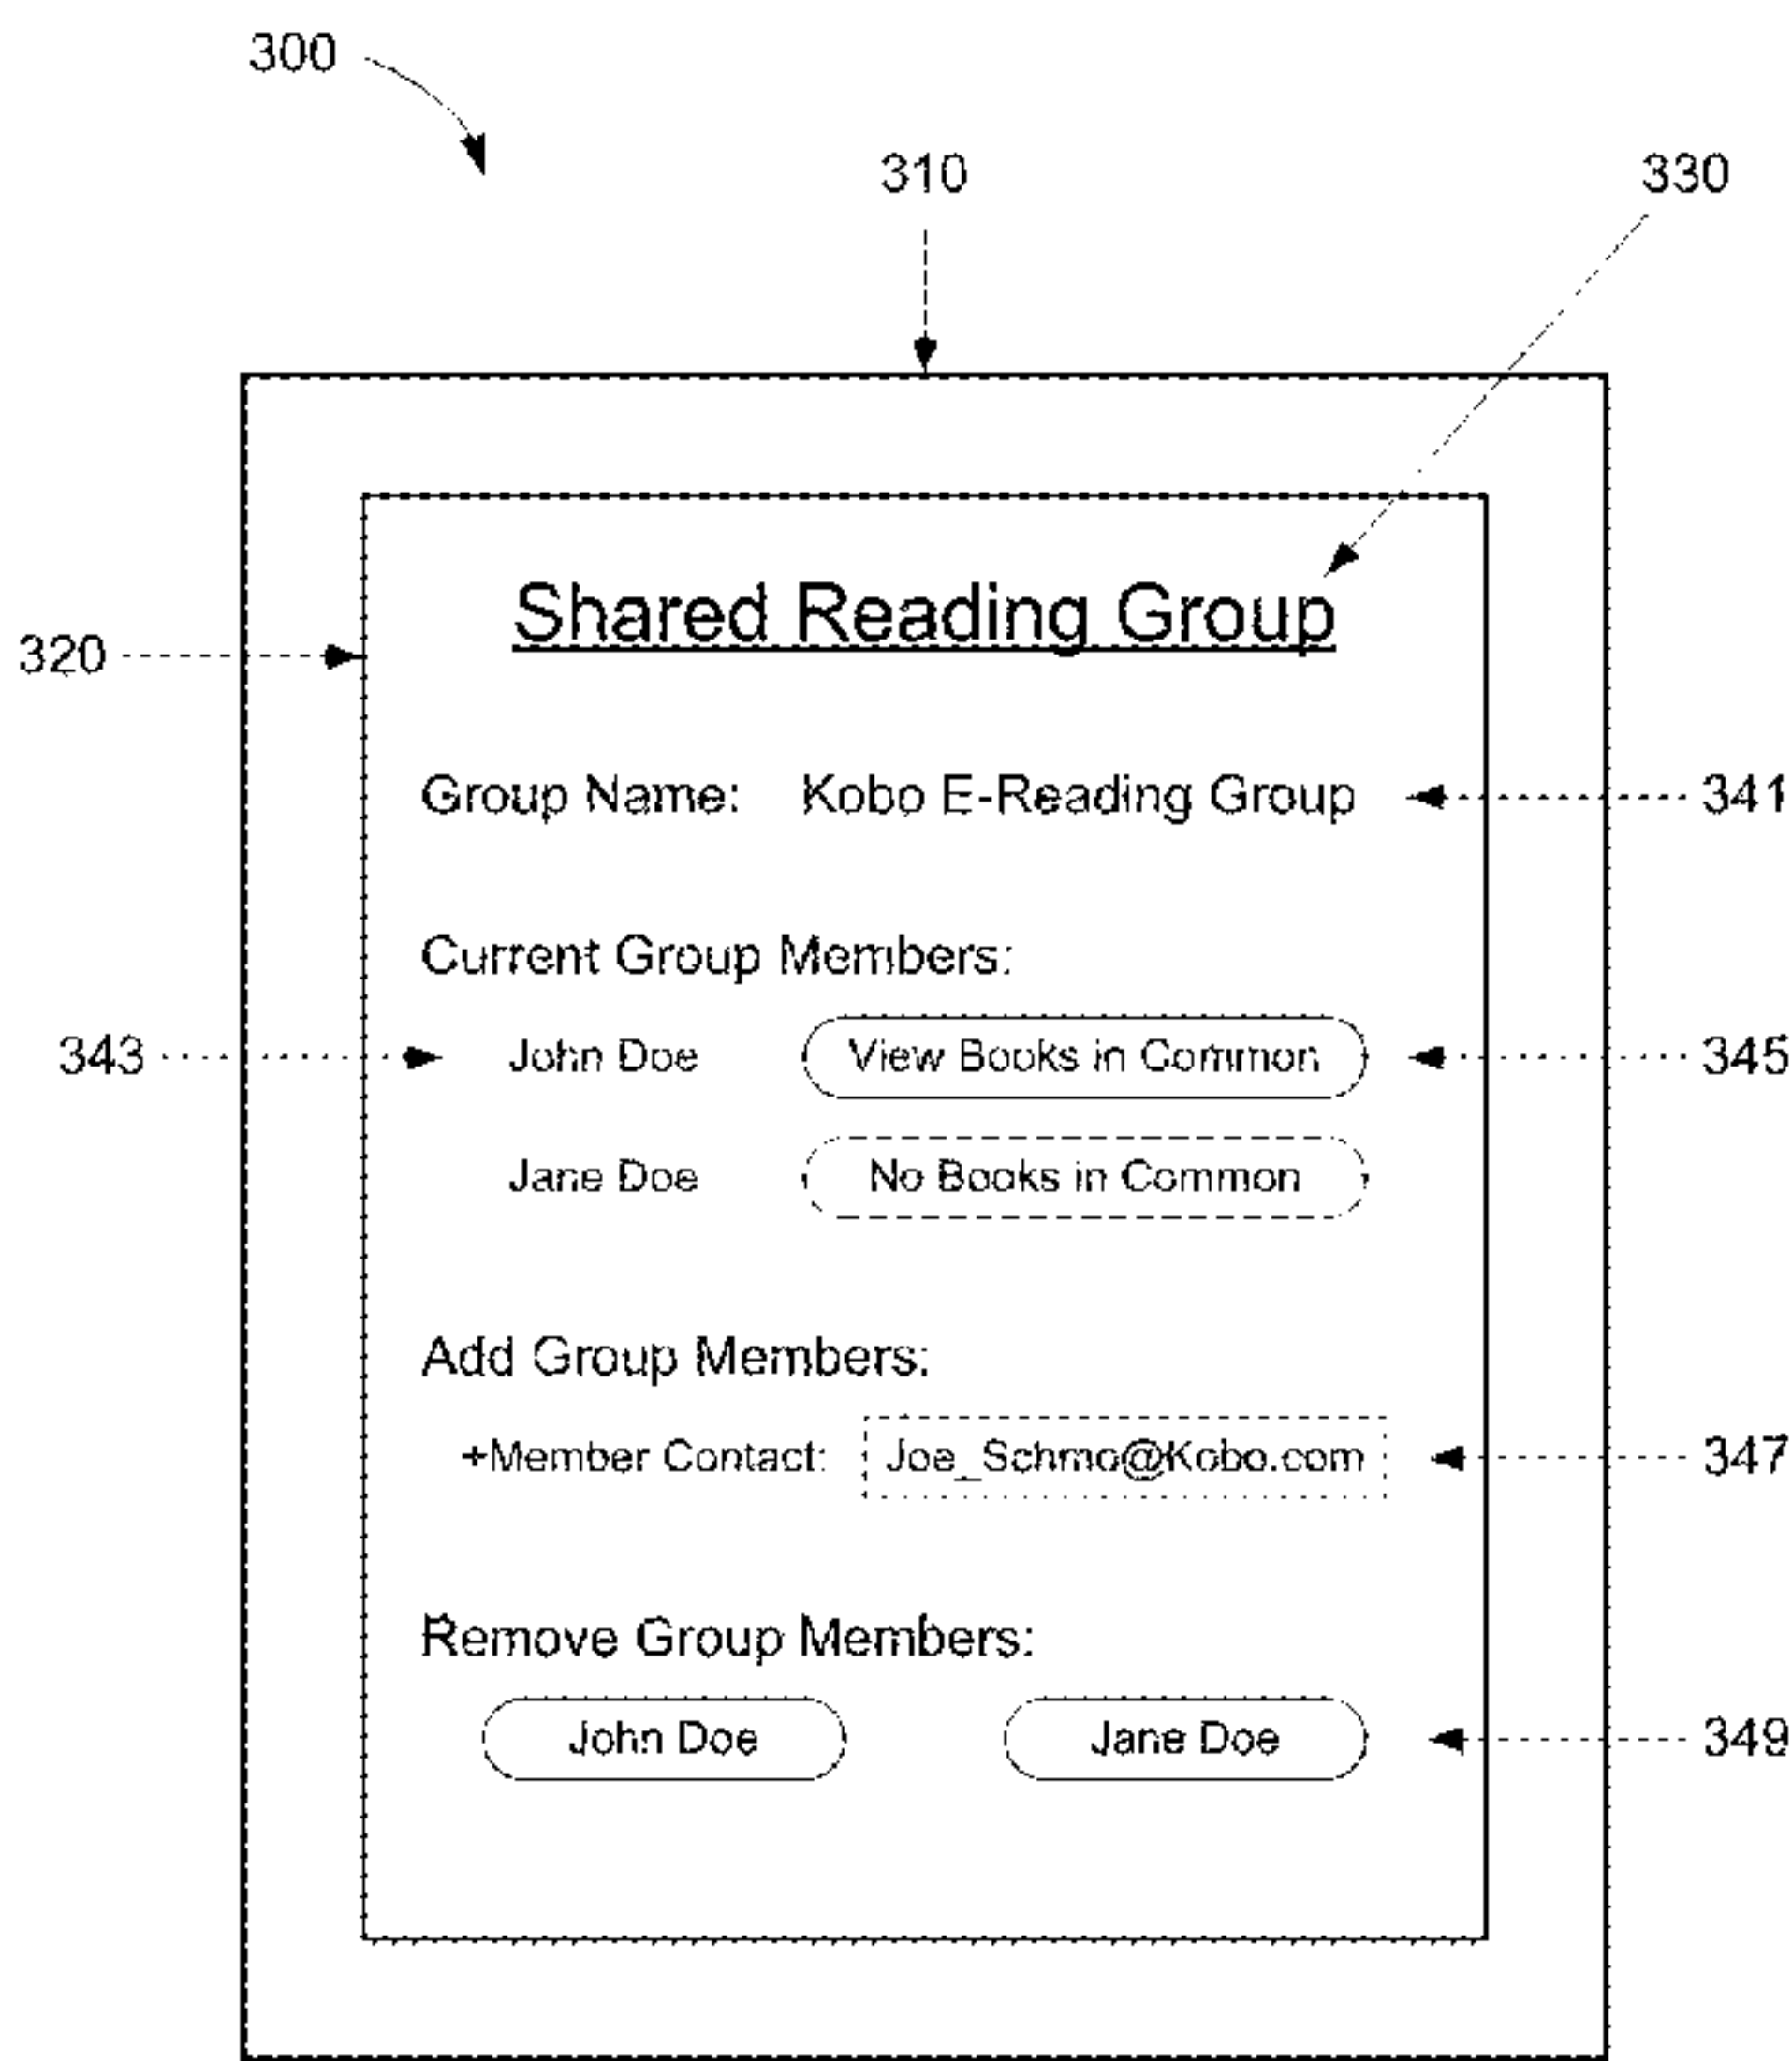 300
310
330
Shared Reading Group
320
Group Name: Kobo E-Reading Group 341
Current Group Members:
343 John Doe View Books in Common 345
Jane Doe No Books in Common
Add Group Members:
+Member Contact: Joe_Schmo@Kobo.com 347
Remove Group Members:
John Doe Jane Doe 349